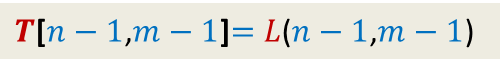 T[n − 1,m − 1]= L(n − 1,m − 1)